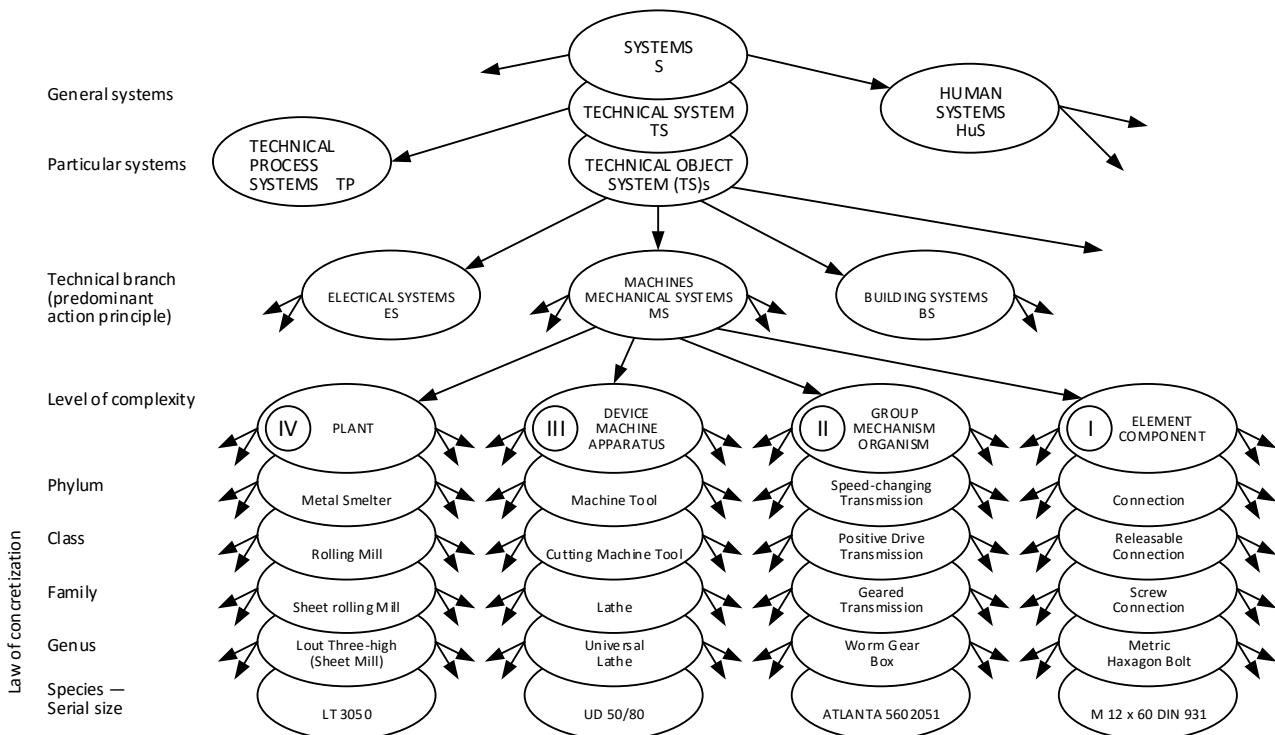 SYSTEMS
S
General systems
HUMAN
SYSTEMS
HuS
TECHNICAL SYSTEM
TS
Particular systems
TECHNICAL
PROCESS
SYSTEMS TP
TECHNICAL OBJECT
SYSTEM (TS)s
Technical branch
(predominant
action principle)
ELECTICAL SYSTEMS
ES
MACHINES
MECHANICAL SYSTEMS
MS
BUILDING SYSTEMS
BS
Level of complexity
IV
PLANT
III
DEVICE
MACHINE
APPARATUS
II
GROUP
MECHANISM
ORGANISM
I
ELEMENT
COMPONENT
Law of concretization
Phylum
Metal Smelter
Machine Tool
Speed-changing
Transmission
Connection
Class
Rolling Mill
Cutting Machine Tool
Positive Drive
Transmission
Releasable
Connection
Family
Sheet rolling Mill
Lathe
Geared
Transmission
Screw
Connection
Genus
Lout Three-high
(Sheet Mill)
Universal
Lathe
Worm Gear
Box
Metric
Haxagon Bolt
Species —
Serial size
LT 3050
UD 50/80
ATLANTA 5602051
M 12 x 60 DIN 931